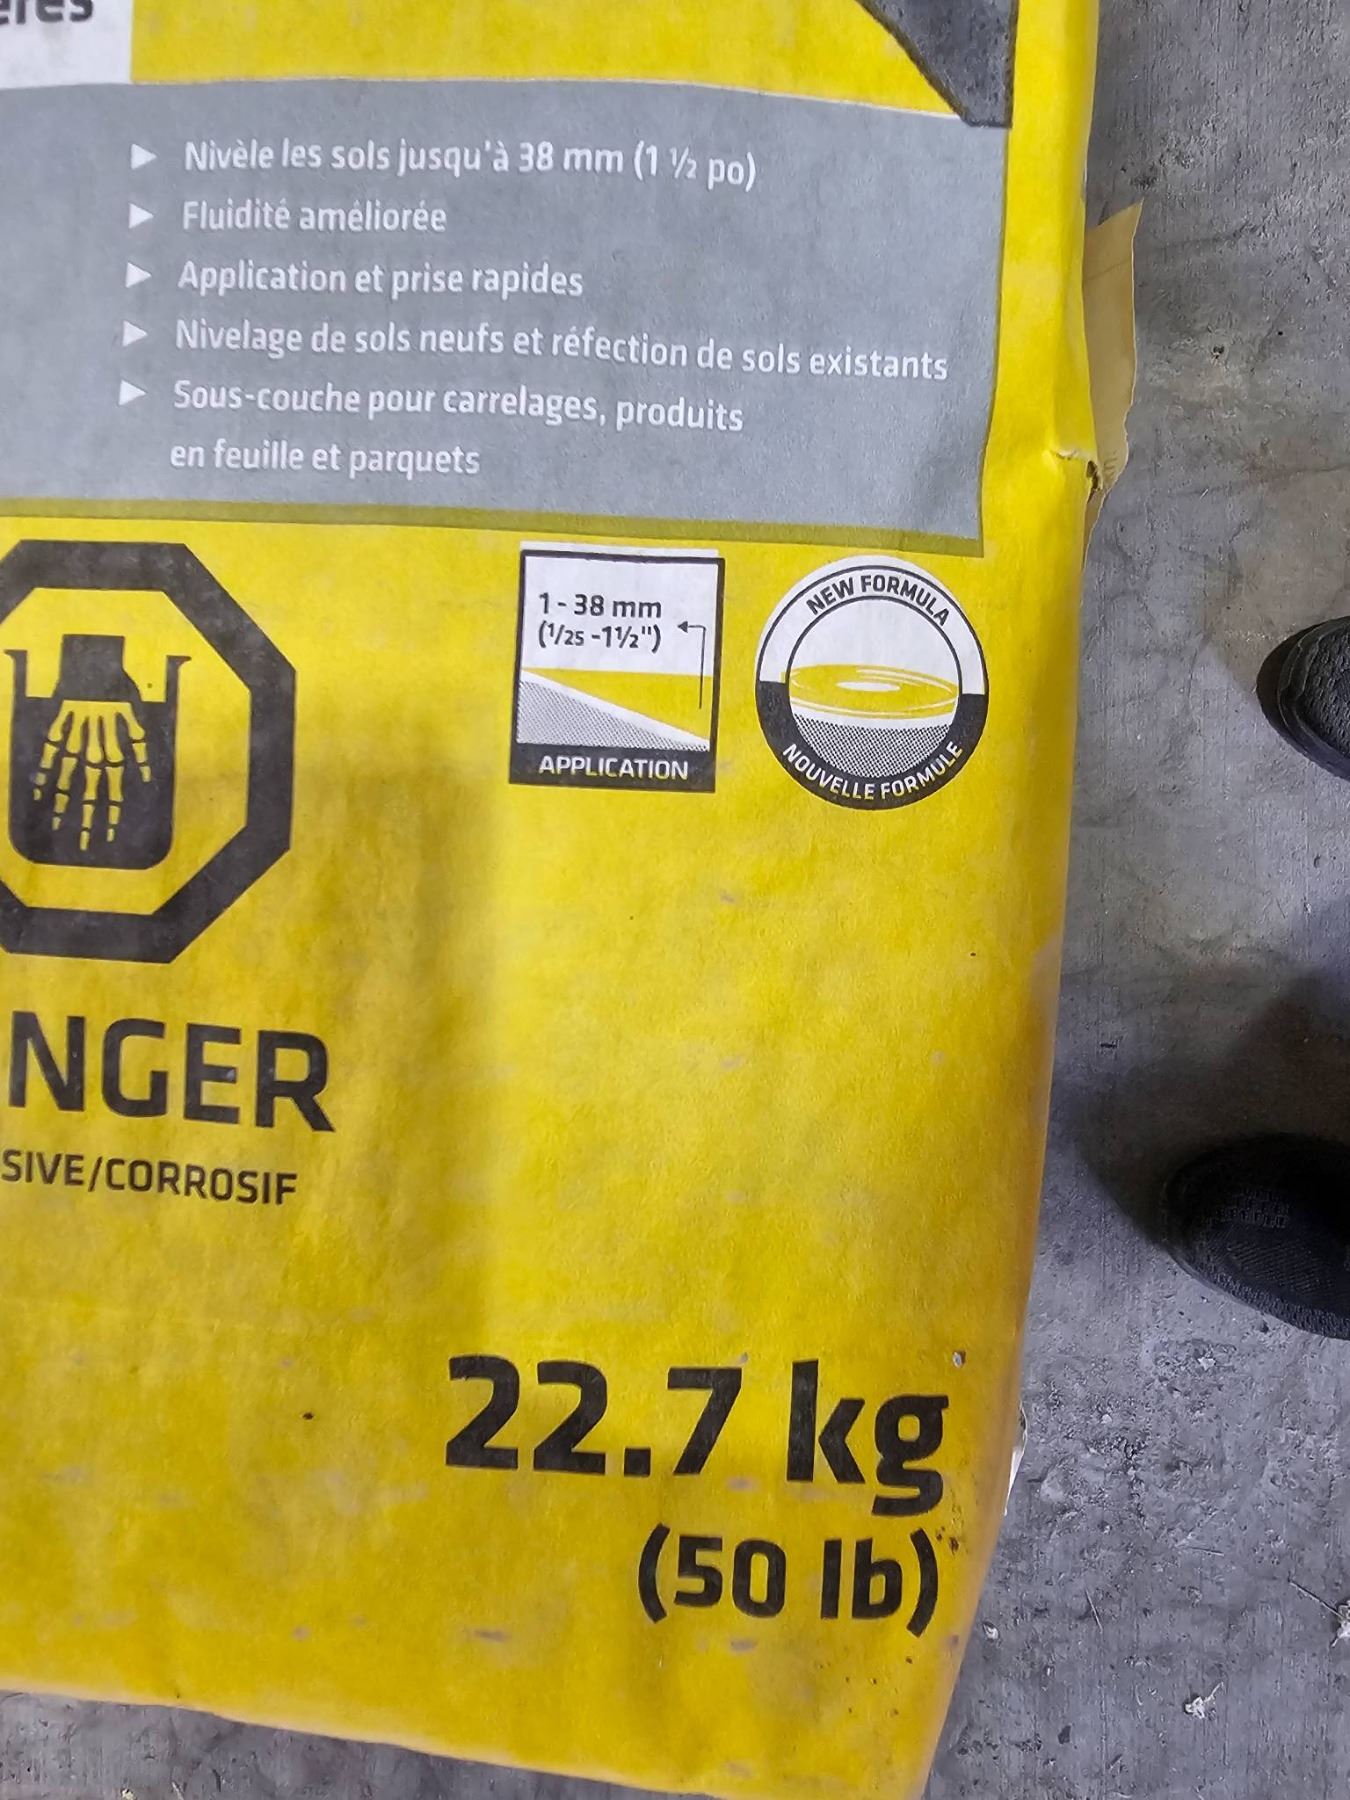 Nivèle les sols jusqu'à 38 mm (1 ½ po)
Fluidité améliorée
Application et prise rapides
Nivelage de sols neufs et réfection de sols existants
Sous-couche pour carrelages, produits
en feuille et parquets
1 - 38 mm
(1/25 -1½")
APPLICATION
NEW FORMULA
NOUVELLE FORMULE
NGER
SIVE/CORROSIF
22.7 kg
(50 lb)